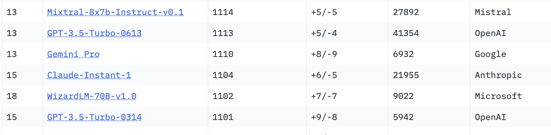 13 Mixtral-8x7b-Instruct-v0.1 1114 +5/-5 27892 Mistral
13 GPT-3.5-Turbo-0613 1113 +5/-4 41354 OpenAI
13 Gemini Pro 1110 +8/-9 6932 Google
15 Claude-Instant-1 1104 +6/-5 21955 Anthropic
18 WizardLM-70B-v1.0 1102 +7/-7 9022 Microsoft
15 GPT-3.5-Turbo-0314 1101 +9/-8 5942 OpenAI